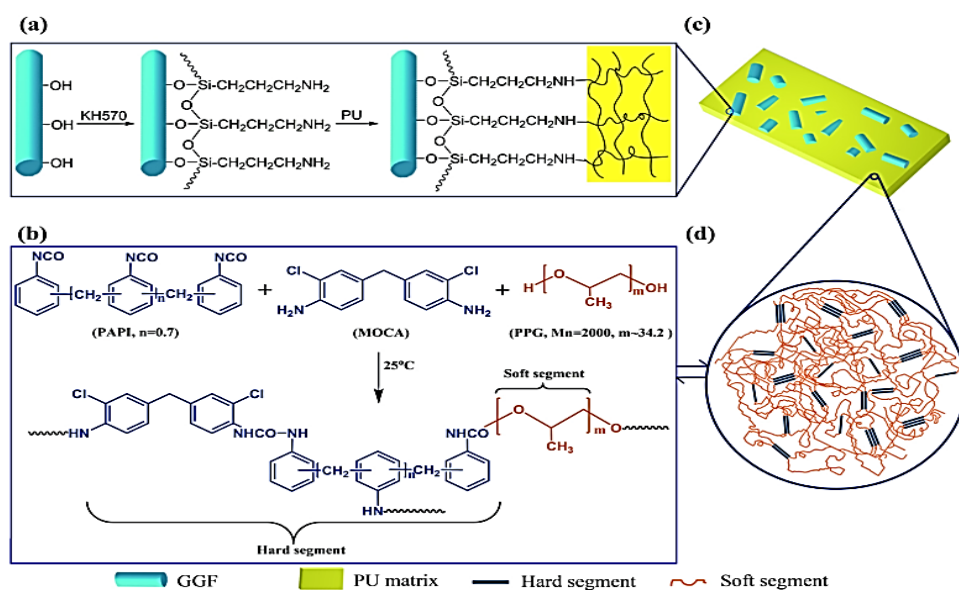 (a)
(c)
OH
OH
OH
KH570
O-Si-CH₂CH₂CH₂NH₂
O
O-Si-CH₂CH₂CH₂NH₂
O
O-Si-CH₂CH₂CH₂NH₂
PU
O-Si-CH₂CH₂CH₂NH
O
O-Si-CH₂CH₂CH₂NH
O
O-Si-CH₂CH₂CH₂NH
(b)
(d)
NCO NCO NCO
CH₂ n CH₂
(PAPI, n=0.7)
+
Cl Cl
H₂N NH₂
(MOCA)
+
H O m OH
CH₃
(PPG, Mn=2000, m~34.2 )
25°C
Soft segment
Cl Cl
HN
NHCOHN
CH₂ n CH₂
NHCO
O m O
CH₃
HN
Hard segment
GGF
PU matrix
Hard segment
Soft segment